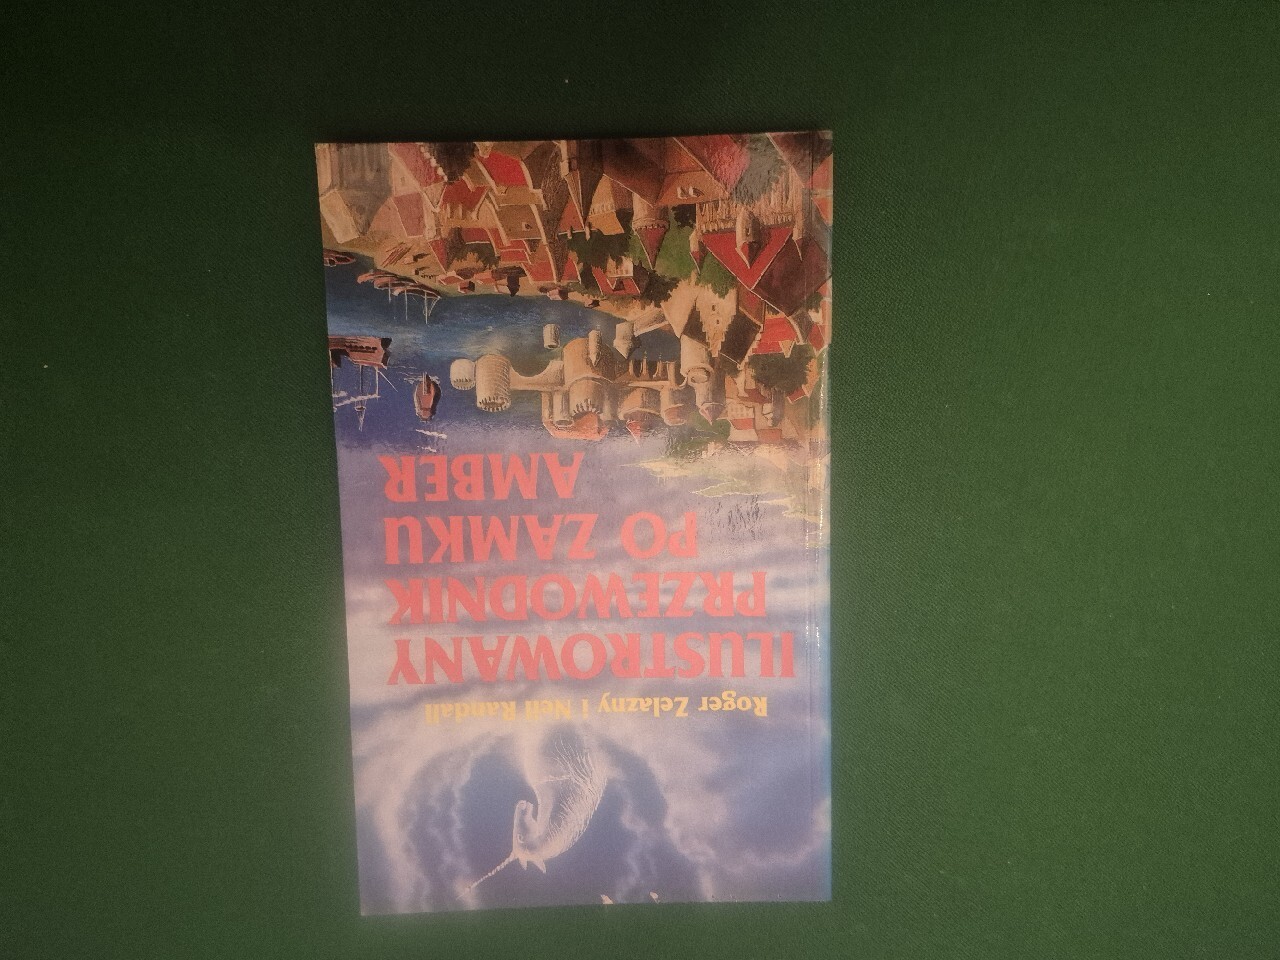 Roger Zelazny i Neil Randall
ILUSTROWANY
PRZEWODNIK
PO ZAMKU
AMBER